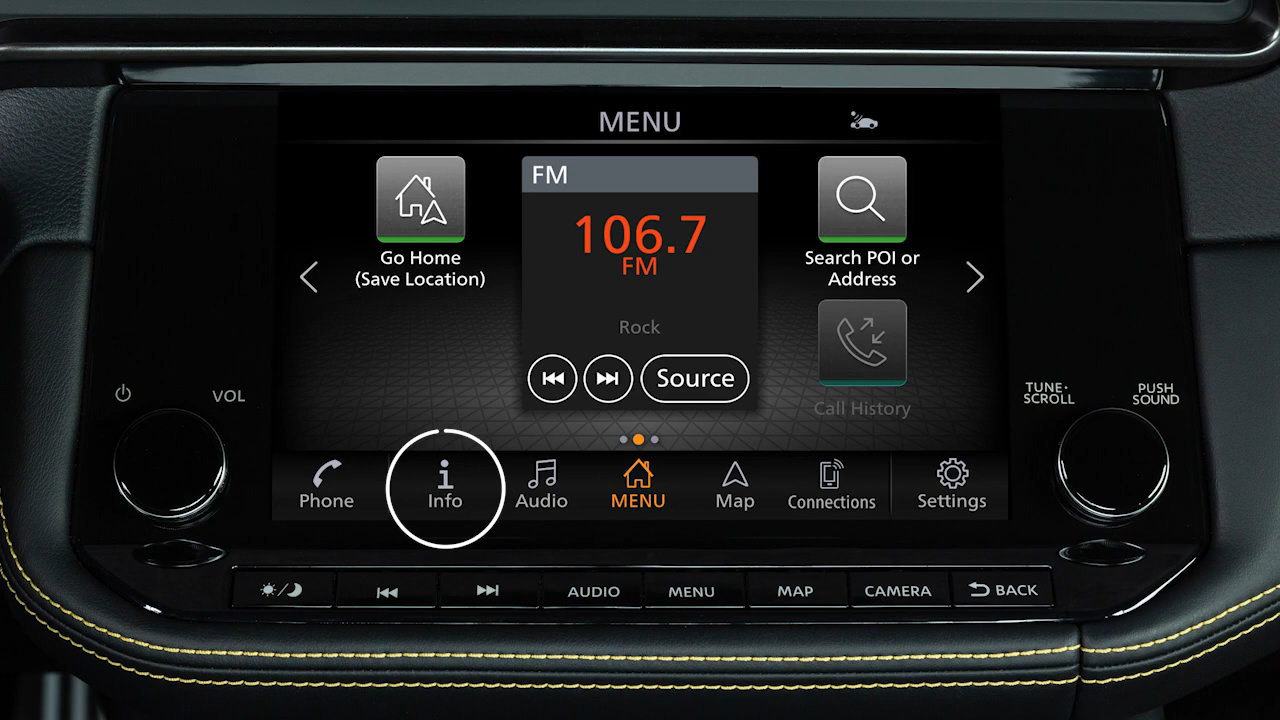 MENU
Go Home
(Save Location)
FM
106.7
FM
Rock
Source
Search POI or
Address
Call History
VOL
TUNE·
SCROLL
PUSH
SOUND
Phone
Info
Audio
MENU
Map
Connections
Settings
AUDIO
MENU
MAP
CAMERA
BACK